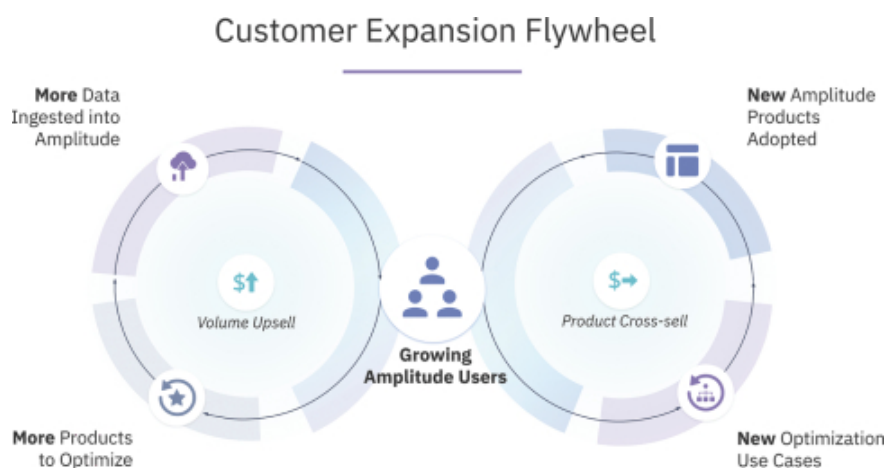 Customer Expansion Flywheel
More Data
Ingested into
Amplitude
New Amplitude
Products
Adopted
$
Volume Upsell
$
Product Cross-sell
Growing
Amplitude Users
More Products
to Optimize
New Optimization
Use Cases